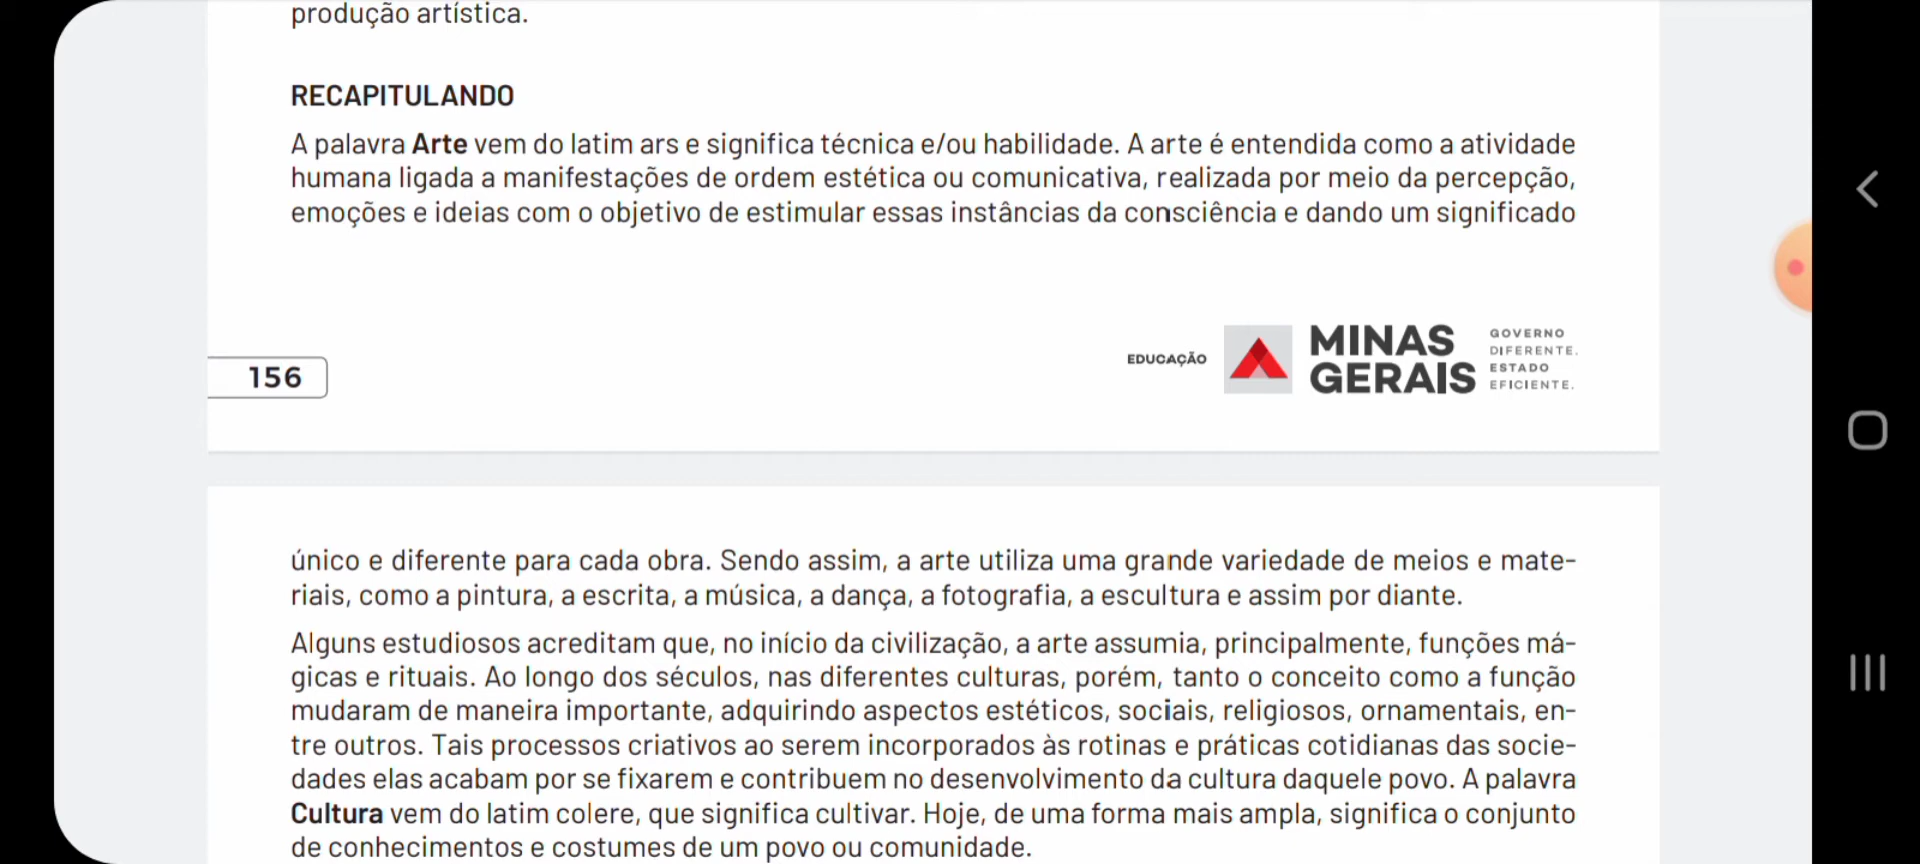 produção artística.
RECAPITULANDO
A palavra Arte vem do latim ars e significa técnica e/ou habilidade. A arte é entendida como a atividade
humana ligada a manifestações de ordem estética ou comunicativa, realizada por meio da percepção,
emoções e ideias com o objetivo de estimular essas instâncias da consciência e dando um significado
156
EDUCAÇÃO
MINAS
GERAIS
GOVERNO
DIFERENTE.
ESTADO
EFICIENTE.
único e diferente para cada obra. Sendo assim, a arte utiliza uma grande variedade de meios e mate-
riais, como a pintura, a escrita, a música, a dança, a fotografia, a escultura e assim por diante.
Alguns estudiosos acreditam que, no início da civilização, a arte assumia, principalmente, funções má-
gicas e rituais. Ao longo dos séculos, nas diferentes culturas, porém, tanto o conceito como a função
mudaram de maneira importante, adquirindo aspectos estéticos, sociais, religiosos, ornamentais, en-
tre outros. Tais processos criativos ao serem incorporados às rotinas e práticas cotidianas das socie-
dades elas acabam por se fixarem e contribuem no desenvolvimento da cultura daquele povo. A palavra
Cultura vem do latim colere, que significa cultivar. Hoje, de uma forma mais ampla, significa o conjunto
de conhecimentos e costumes de um povo ou comunidade.